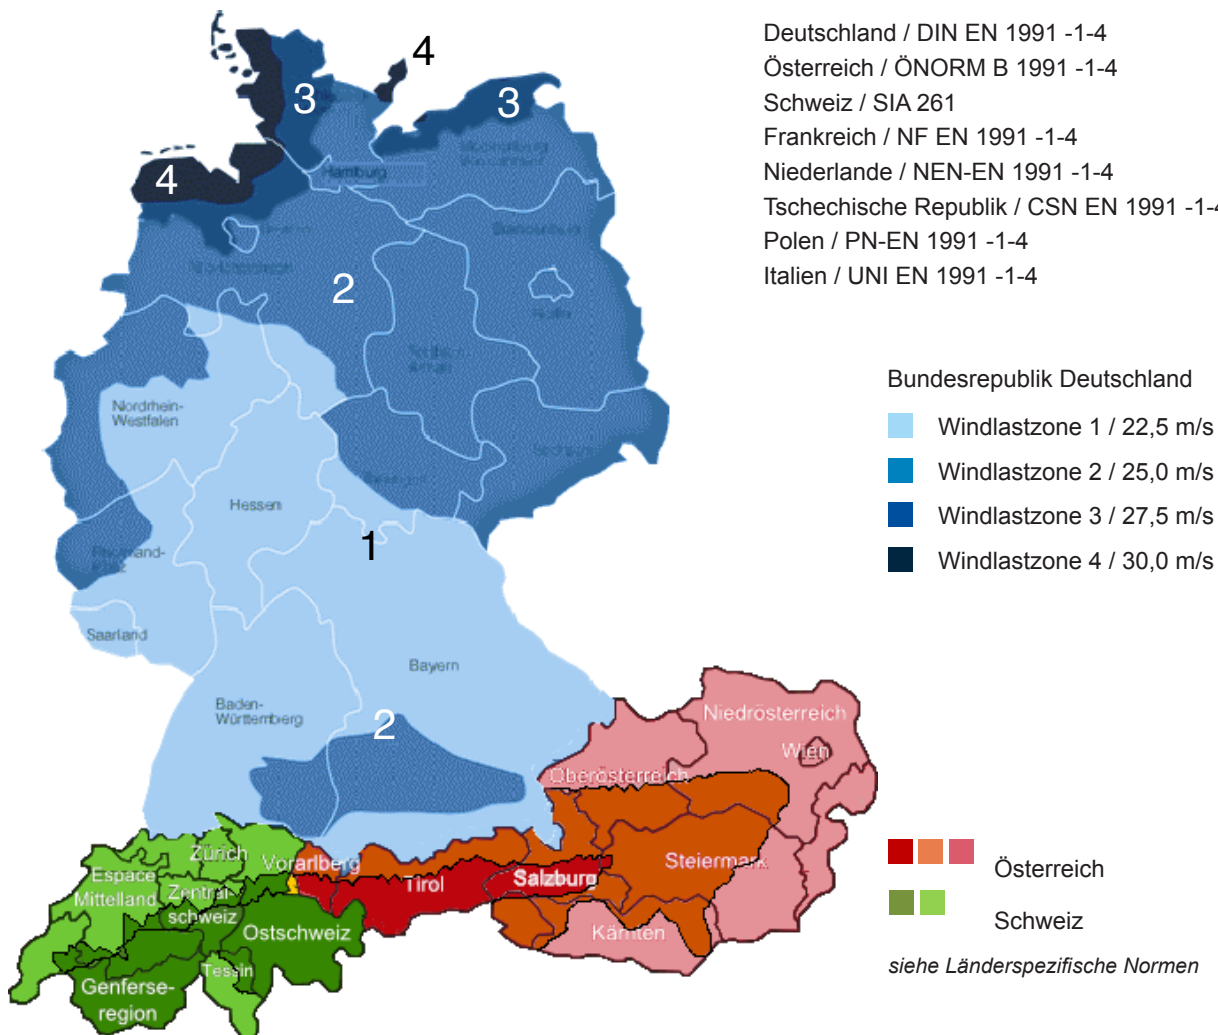 Deutschland / DIN EN 1991 -1-4
Österreich / ÖNORM B 1991 -1-4
Schweiz / SIA 261
Frankreich / NF EN 1991 -1-4
Niederlande / NEN-EN 1991 -1-4
Tschechische Republik / CSN EN 1991 -1-4
Polen / PN-EN 1991 -1-4
Italien / UNI EN 1991 -1-4
4
3
3
4
Hamburg
2
Nordrhein-
Westfalen
Hessen
1
Saarland
Bayern
Baden-
Württemberg
2
Bundesrepublik Deutschland
Windlastzone 1 / 22,5 m/s
Windlastzone 2 / 25,0 m/s
Windlastzone 3 / 27,5 m/s
Windlastzone 4 / 30,0 m/s
Niedrösterreich
Wien
Oberösterreich
Steiermark
Salzburg
Tirol
Vorarlberg
Kärnten
Zürich
Espace
Mittelland
Zentral-
schweiz
Ostschweiz
Tessin
Genferse-
region
Österreich
Schweiz
siehe Länderspezifische Normen